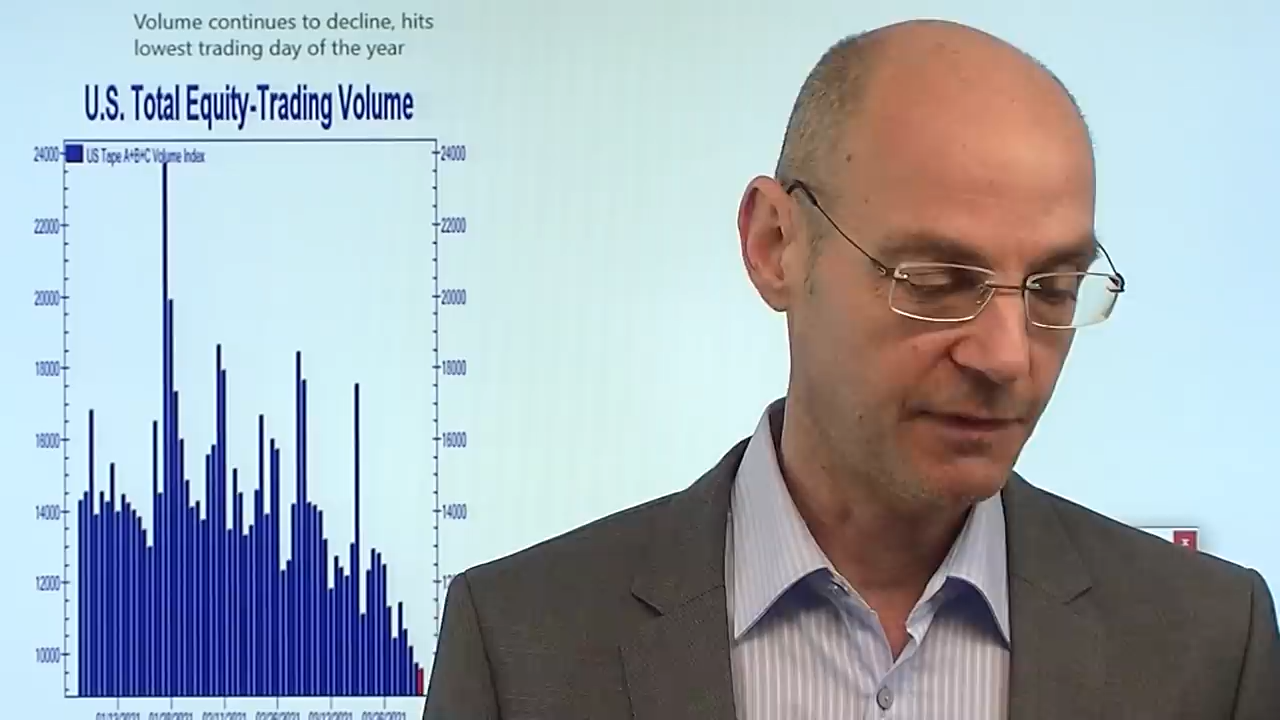 Volume continues to decline, hits
lowest trading day of the year
U.S. Total Equity-Trading Volume
US Tape A+B+C Volume Index
24000 24000
22000 22000
20000 20000
18000 18000
16000 16000
14000 14000
12000
10000